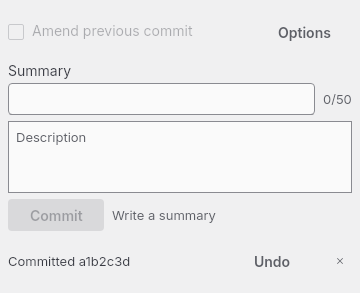 Amend previous commit Options
Summary
0/50
Description
Commit Write a summary
Committed a1b2c3d Undo ×